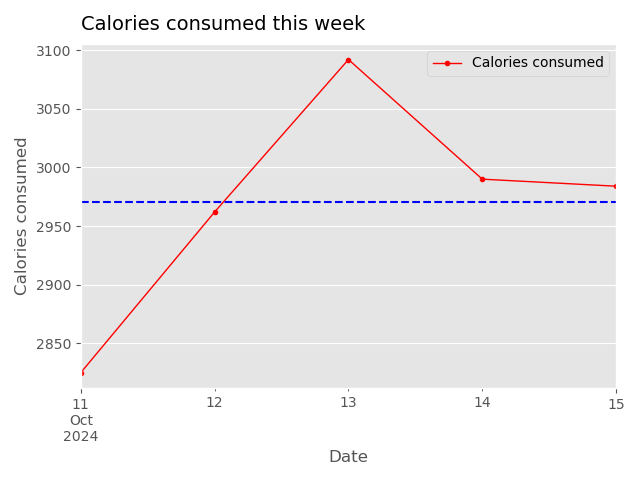 Calories consumed this week
3100
Calories consumed
3050
3000
2950
2900
2850
Calories consumed
11 12 13 14 15
Oct
2024
Date